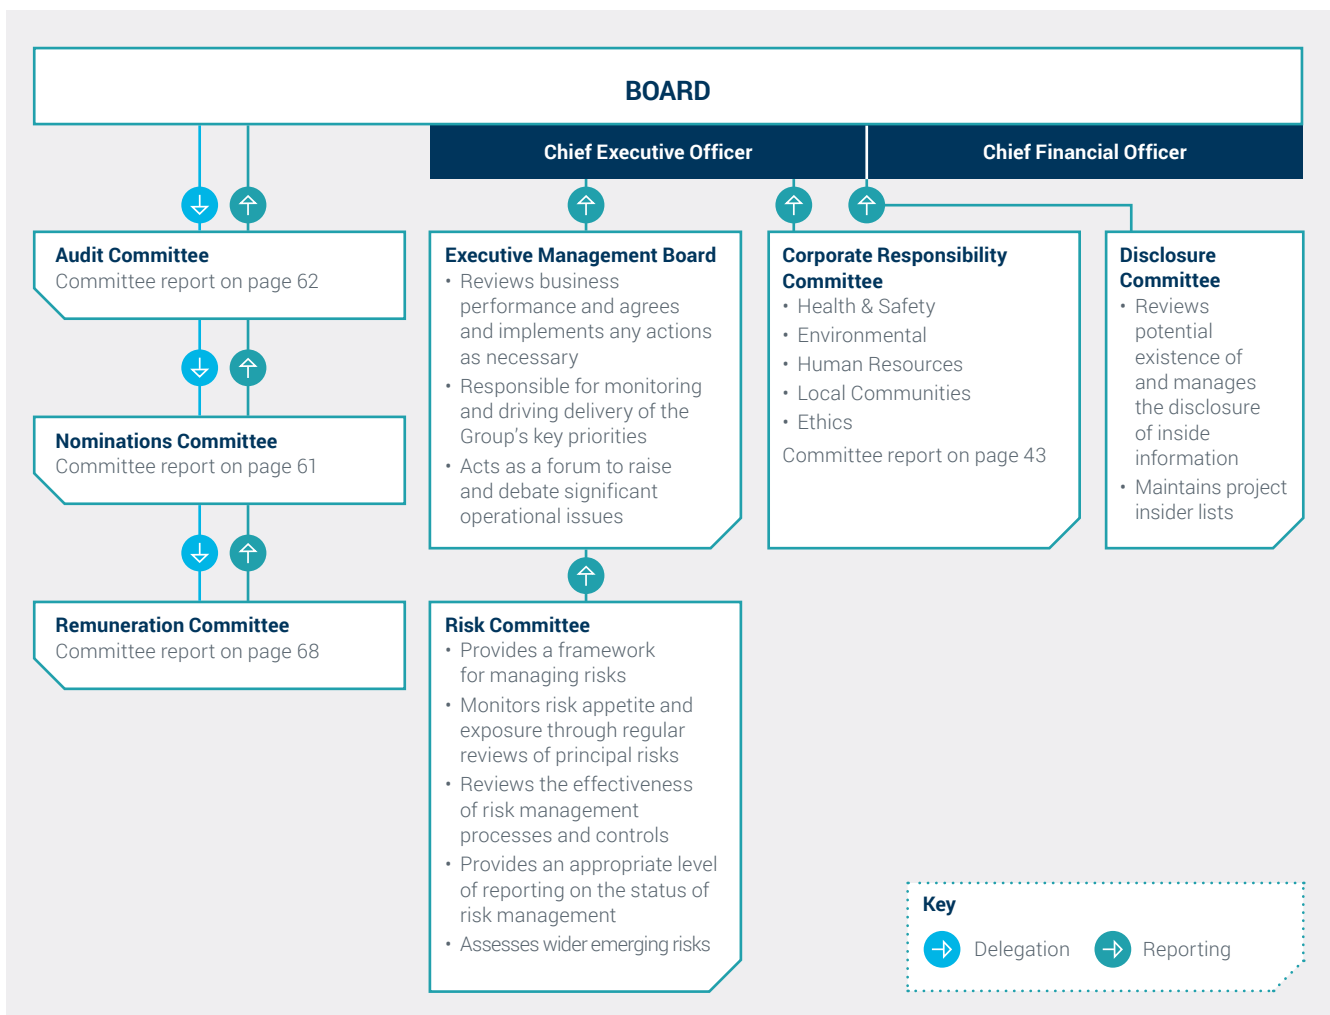 BOARD
Chief Executive Officer
Chief Financial Officer
Audit Committee
Committee report on page 62
Nominations Committee
Committee report on page 61
Remuneration Committee
Committee report on page 68
Executive Management Board
• Reviews business
performance and agrees
and implements any actions
as necessary
• Responsible for monitoring
and driving delivery of the
Group's key priorities
• Acts as a forum to raise
and debate significant
operational issues
Risk Committee
• Provides a framework
for managing risks
• Monitors risk appetite and
exposure through regular
reviews of principal risks
• Reviews the effectiveness
of risk management
processes and controls
• Provides an appropriate level
of reporting on the status of
risk management
• Assesses wider emerging risks
Corporate Responsibility
Committee
• Health & Safety
• Environmental
• Human Resources
• Local Communities
• Ethics
Committee report on page 43
Disclosure
Committee
• Reviews
potential
existence of
and manages
the disclosure
of inside
information
• Maintains project
insider lists
Key
Delegation
Reporting